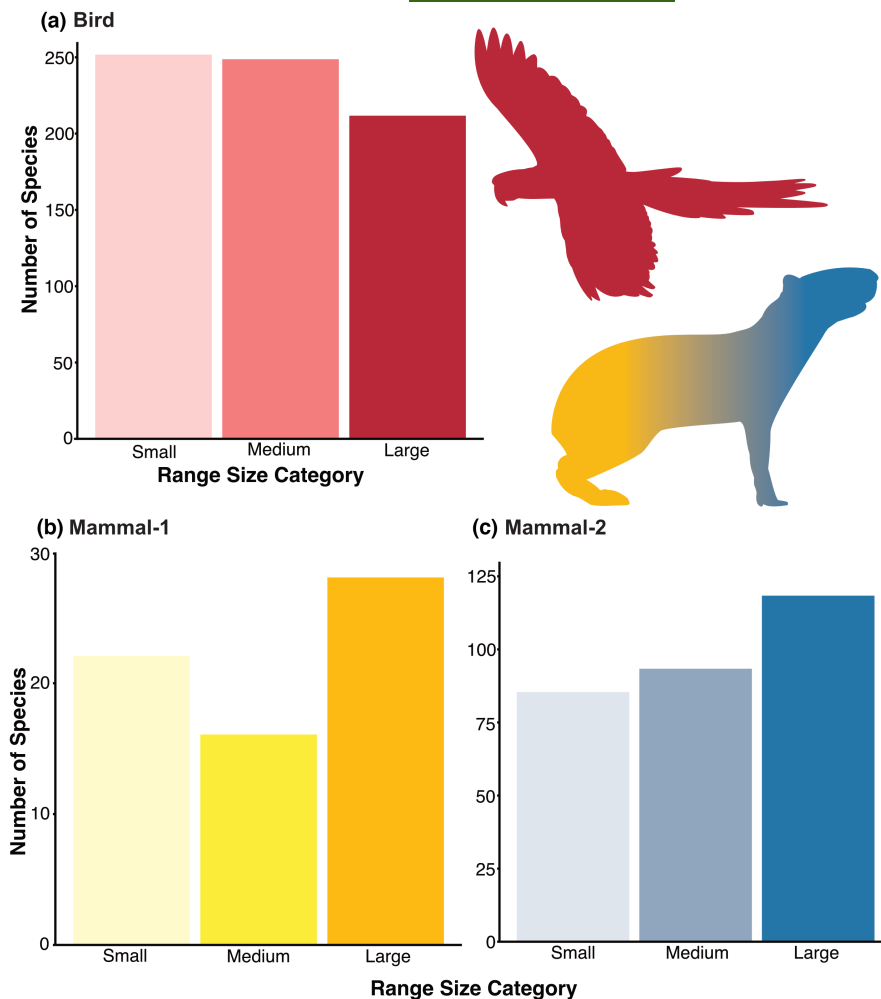 (a) Bird
Number of Species
250
200
150
100
50
0
Small Medium Large
Range Size Category
(b) Mammal-1
Number of Species
30
20
10
0
Small Medium Large
(c) Mammal-2
125
100
75
50
25
0
Small Medium Large
Range Size Category